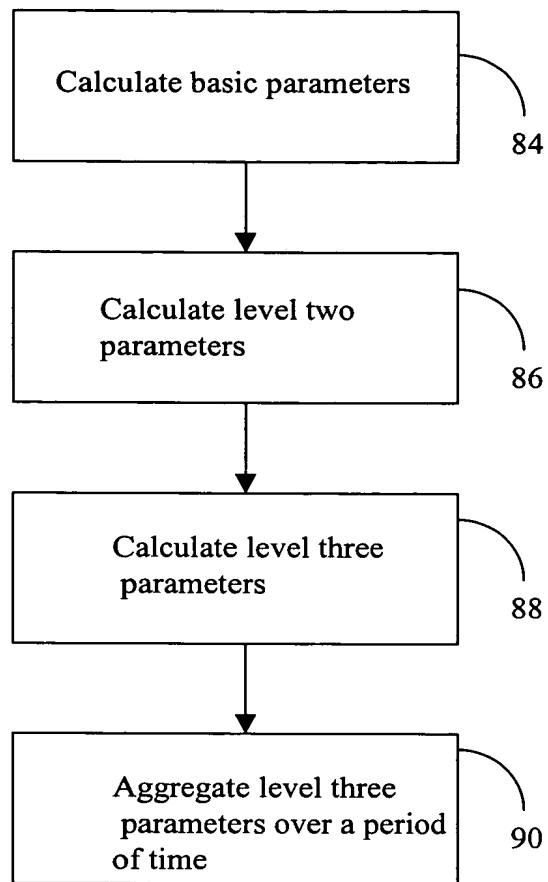 Calculate basic parameters
84
Calculate level two
parameters
86
Calculate level three
parameters
88
Aggregate level three
parameters over a period
of time
90